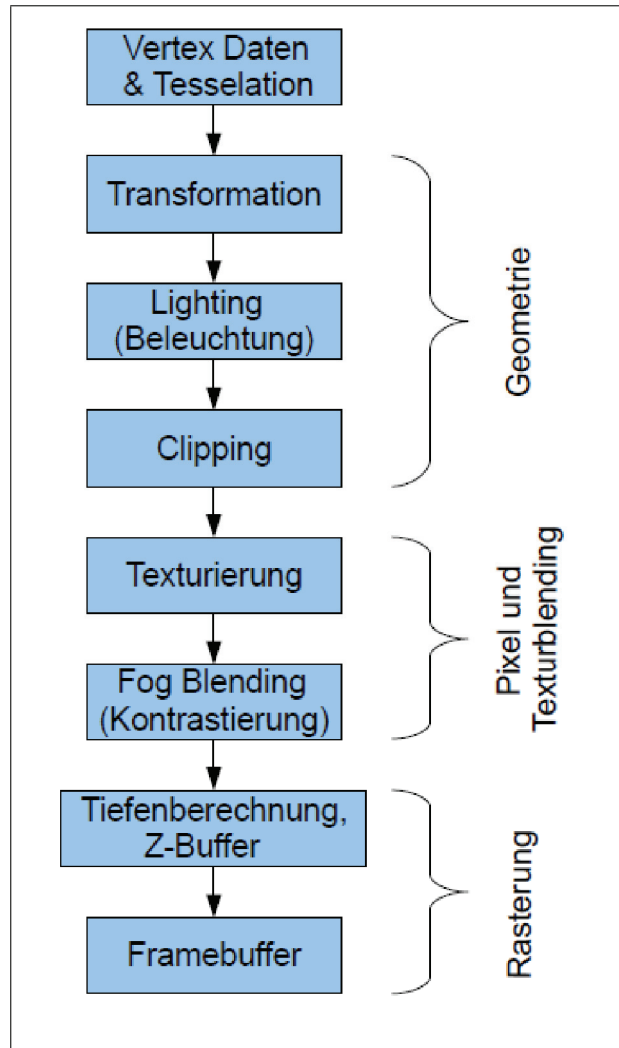 Vertex Daten
& Tesselation
Transformation
Lighting
(Beleuchtung)
Clipping
Geometrie
Texturierung
Fog Blending
(Kontrastierung)
Pixel und
Texturblending
Tiefenberechnung,
Z-Buffer
Framebuffer
Rasterung